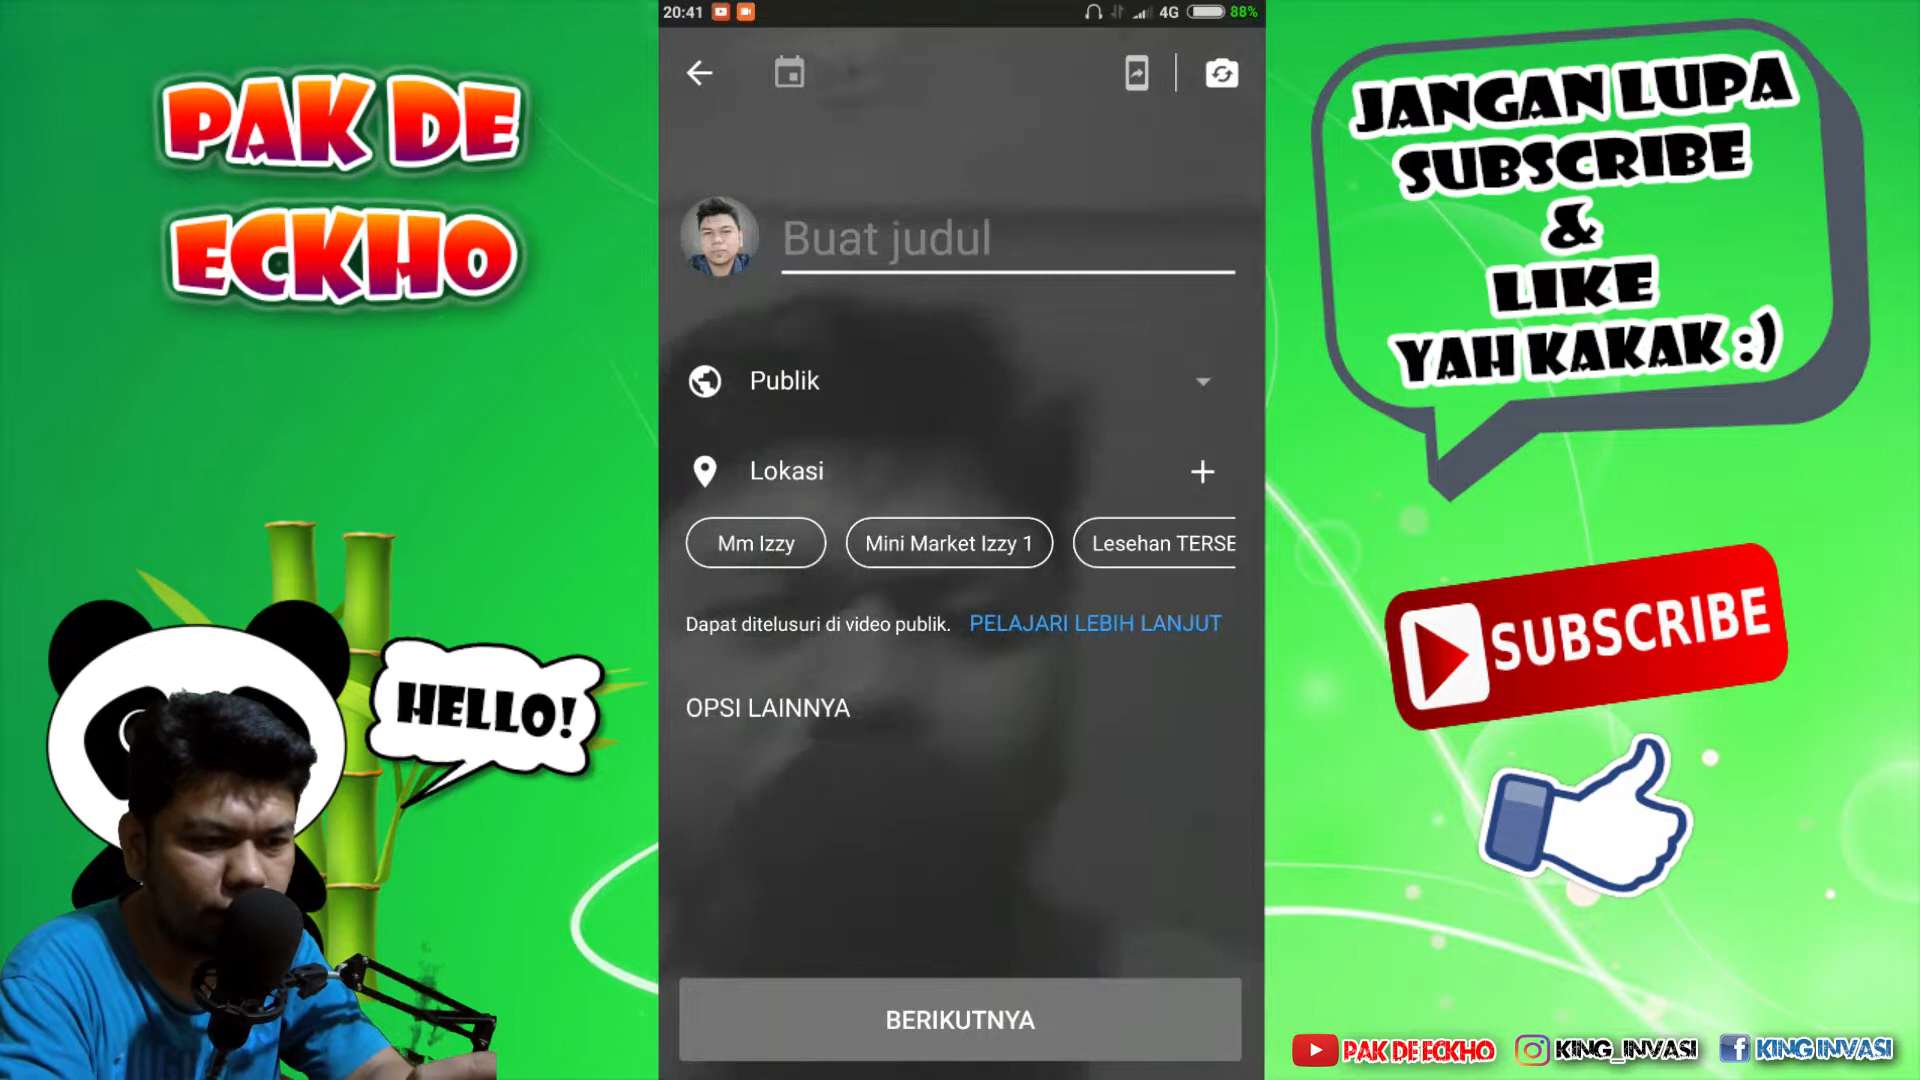 PAK DE
ECKHO
HELLO!
20:41
4G
88%
Buat judul
Publik
Lokasi
Mm Izzy
Mini Market Izzy 1
Lesehan TERSE
Dapat ditelusuri di video publik. PELAJARI LEBIH LANJUT
OPSI LAINNYA
BERIKUTNYA
JANGAN LUPA
SUBSCRIBE
&
LIKE
YAH KAKAK :)
SUBSCRIBE
PAK DE ECKHO
KING_INVASI
KING INVASI